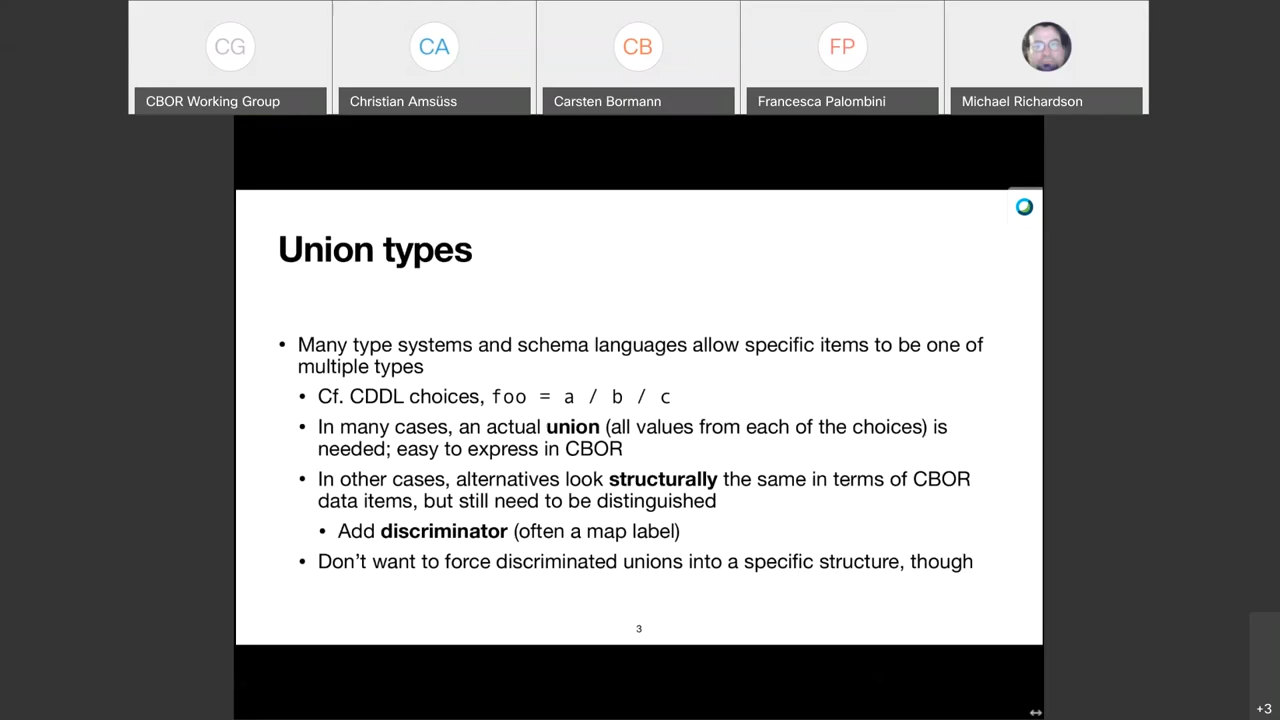 CG
CA
CB
FP
CBOR Working Group
Christian Amsüss
Carsten Bormann
Francesca Palombini
Michael Richardson
Union types
• Many type systems and schema languages allow specific items to be one of
multiple types
• Cf. CDDL choices, foo = a / b / c
• In many cases, an actual union (all values from each of the choices) is
needed; easy to express in CBOR
• In other cases, alternatives look structurally the same in terms of CBOR
data items, but still need to be distinguished
• Add discriminator (often a map label)
• Don't want to force discriminated unions into a specific structure, though
3
+3